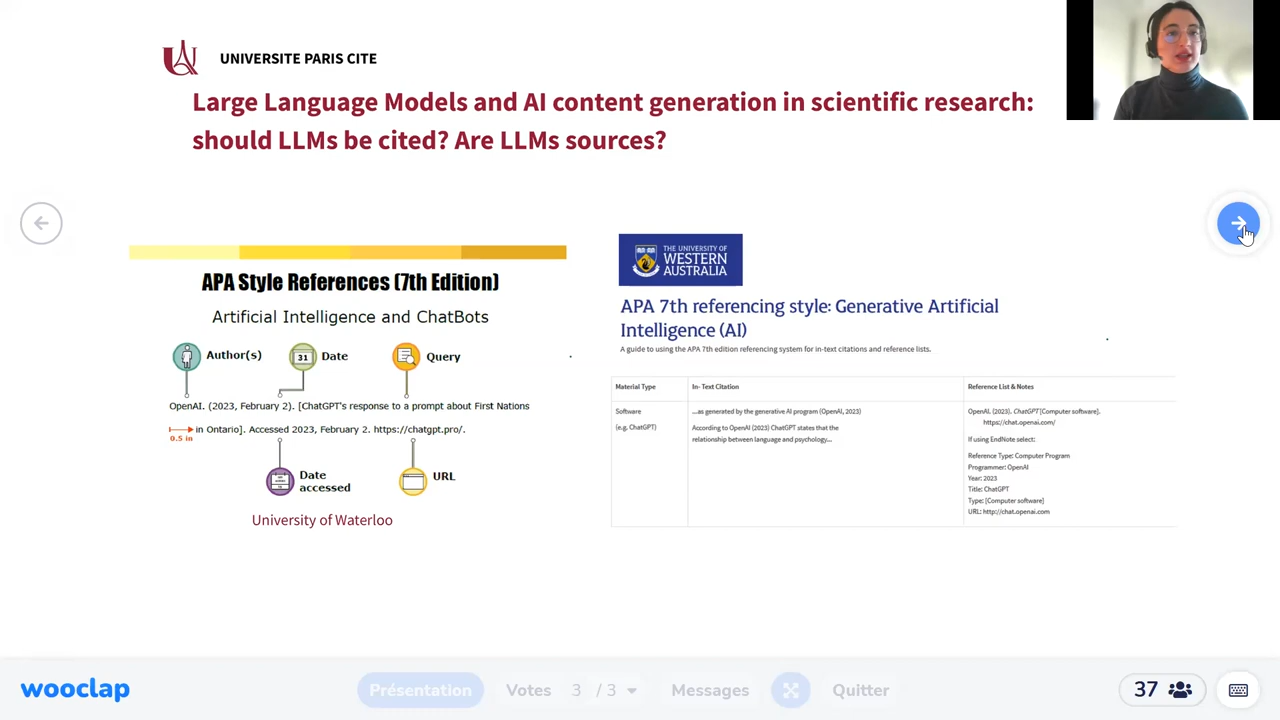 UNIVERSITE PARIS CITE
Large Language Models and AI content generation in scientific research:
should LLMs be cited? Are LLMs sources?
APA Style References (7th Edition)
Artificial Intelligence and ChatBots
Author(s)
31
Date
Query
OpenAI. (2023, February 2). [ChatGPT's response to a prompt about First Nations
0.5 in
in Ontario]. Accessed 2023, February 2. https://chatgpt.pro/.
Date
accessed
URL
University of Waterloo
THE UNIVERSITY OF
WESTERN
AUSTRALIA
APA 7th referencing style: Generative Artificial
Intelligence (AI)
A guide to using the APA 7th edition referencing system for in-text citations and reference lists.
Material Type
In- Text Citation
Reference List & Notes
Software
(e.g. ChatGPT)
...as generated by the generative AI program (OpenAI, 2023)
According to OpenAI (2023) ChatGPT states that the
relationship between language and psychology...
OpenAI. (2023). ChatGPT [Computer software].
https://chat.openai.com/
If using EndNote select:
Reference Type: Computer Program
Programmer: OpenAI
Year: 2023
Title: ChatGPT
Type: [Computer software]
URL: http://chat.openai.com
wooclap
Présentation
Votes
3 / 3
Messages
Quitter
37